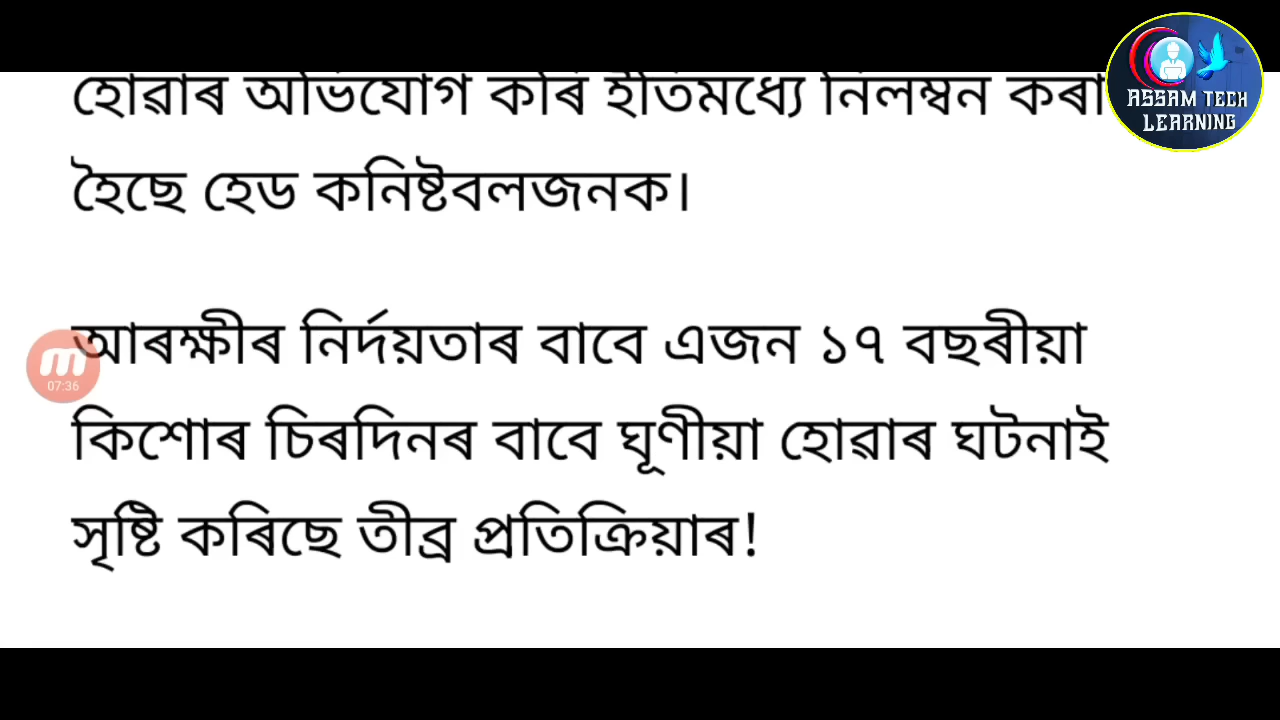 হোৱাৰ অভিযোগ কৰি ইতিমধ্যে নিলম্বন কৰা
হৈছে হেড কনিষ্টবলজনক।
আৰক্ষীৰ নিৰ্দয়তাৰ বাবে এজন ১৭ বছৰীয়া
কিশোৰ চিৰদিনৰ বাবে ঘূণীয়া হোৱাৰ ঘটনাই
সৃষ্টি কৰিছে তীব্ৰ প্ৰতিক্ৰিয়াৰ!
ASSAM TECH
LEARNING
07:36